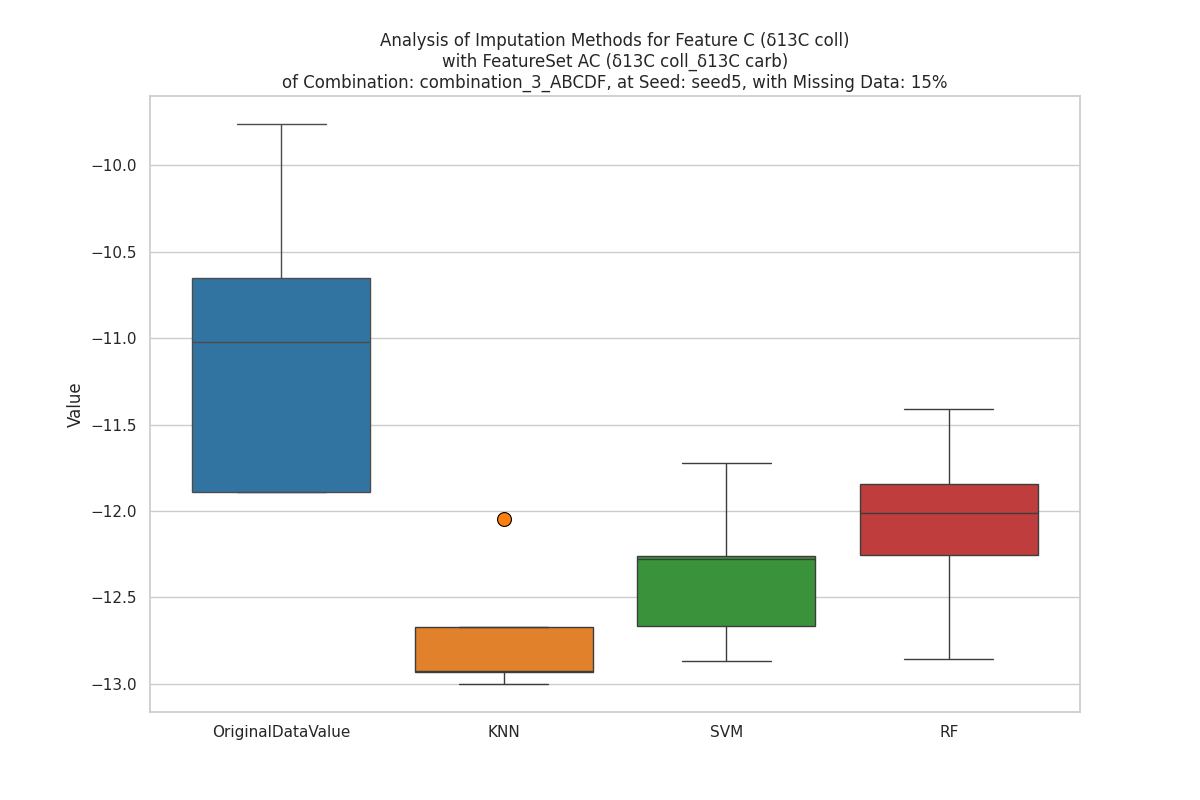 Analysis of Imputation Methods for Feature C (δ13C coll)
with FeatureSet AC (δ13C coll_δ13C carb)
of Combination: combination_3_ABCDF, at Seed: seed5, with Missing Data: 15%
Value
−10.0
−10.5
−11.0
−11.5
−12.0
−12.5
−13.0
OriginalDataValue
KNN
SVM
RF